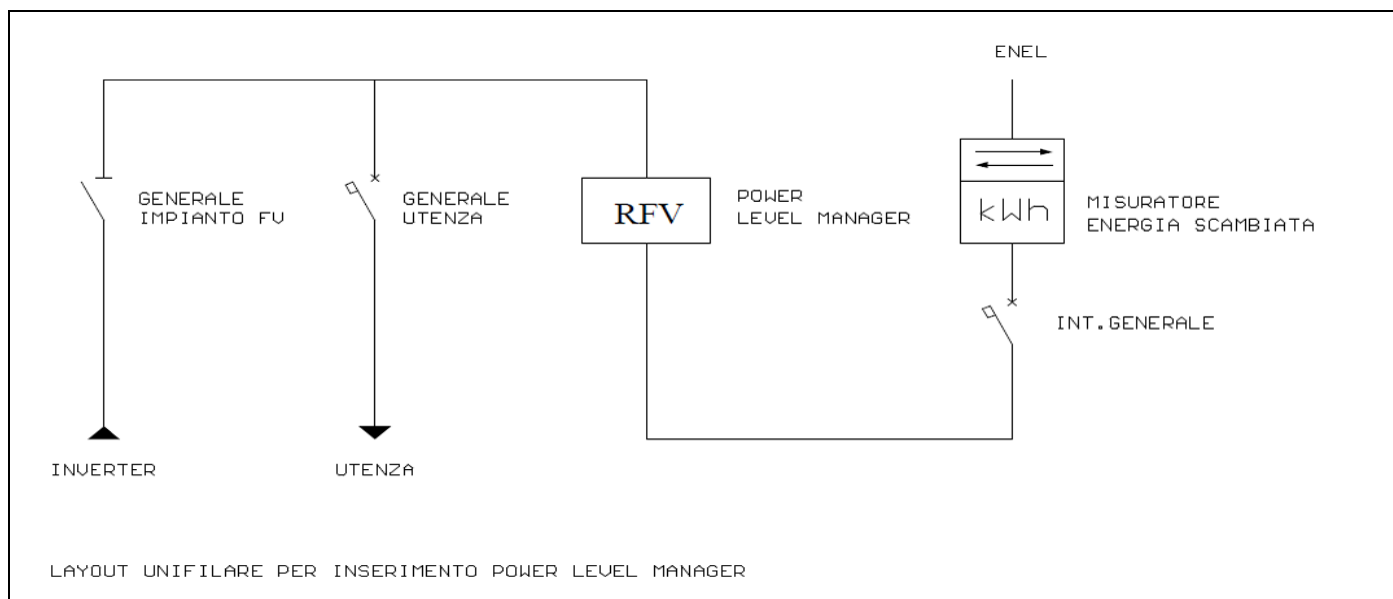 ENEL
GENERALE
IMPIANTO FV
GENERALE
UTENZA
RFV
POWER
LEVEL MANAGER
kWh
MISURATORE
ENERGIA SCAMBIATA
INT.GENERALE
INVERTER
UTENZA
LAYOUT UNIFILARE PER INSERIMENTO POWER LEVEL MANAGER